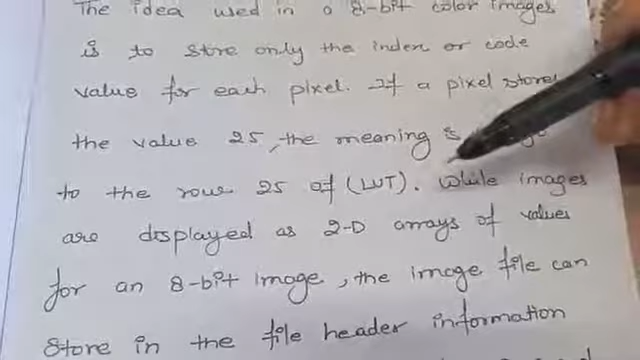 The idea used in a 8-bit color images
is to store only the index or code
value for each pixel. If a pixel stores
the value 25, the meaning is
to the row 25 of (LUT). While images
are displayed as 2-D arrays of values
for an 8-bit image, the image file can
store in the file header information